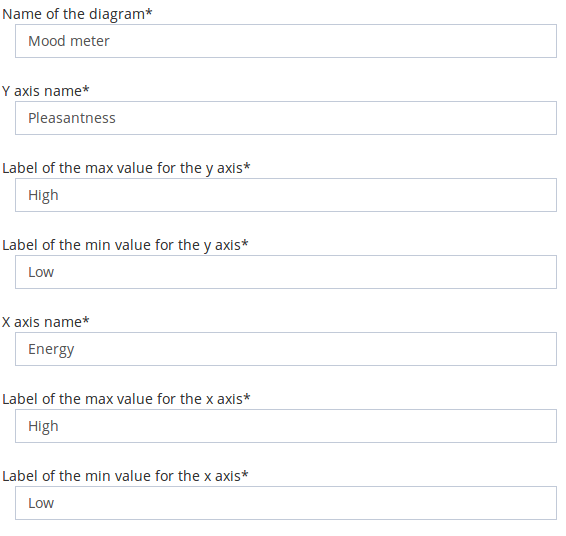 Name of the diagram*
Mood meter
Y axis name*
Pleasantness
Label of the max value for the y axis*
High
Label of the min value for the y axis*
Low
X axis name*
Energy
Label of the max value for the x axis*
High
Label of the min value for the x axis*
Low